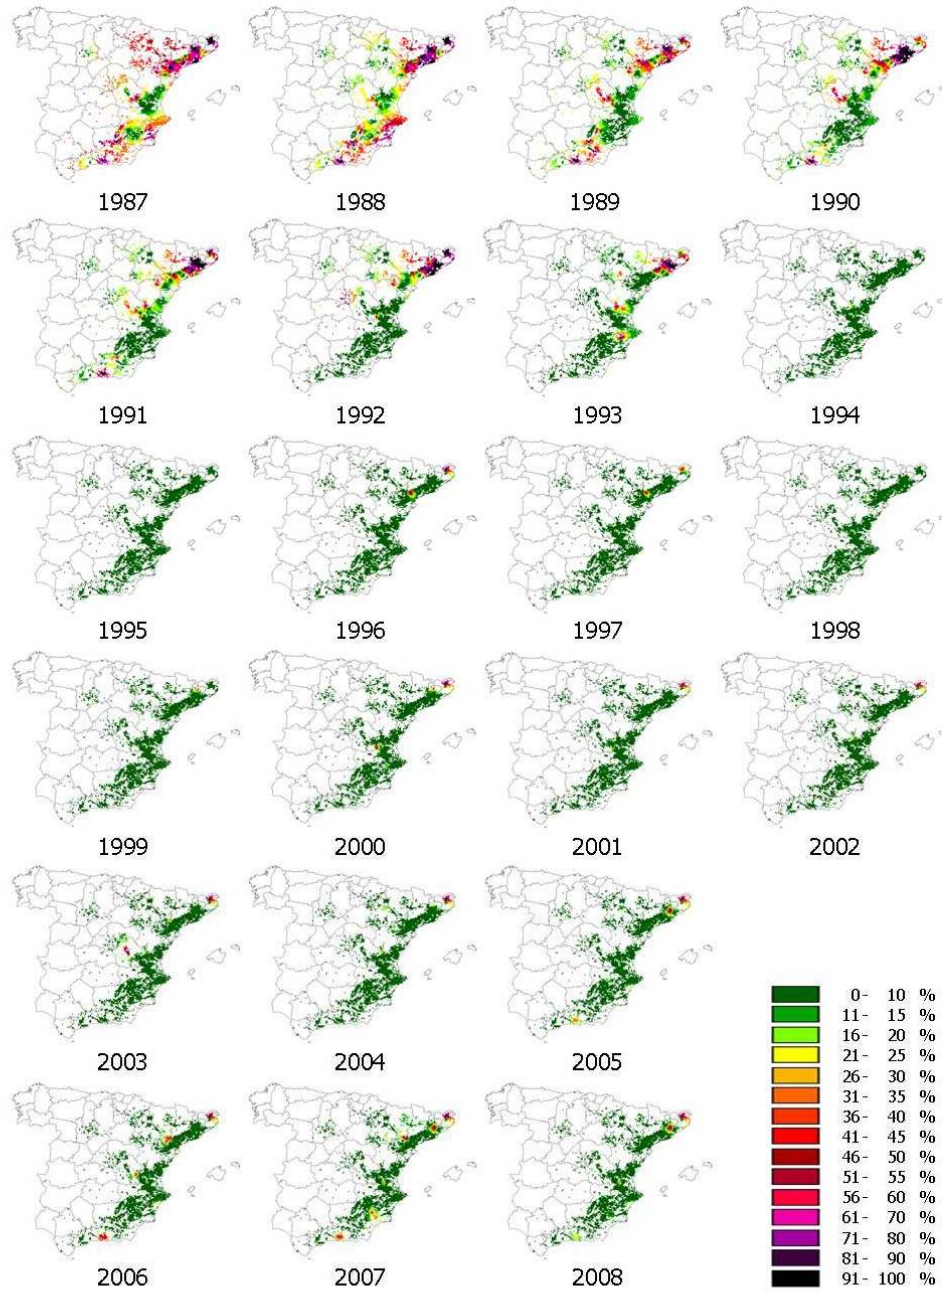 1987 1988 1989 1990
1991 1992 1993 1994
1995 1996 1997 1998
1999 2000 2001 2002
2003 2004 2005
0- 10 %
11- 15 %
16- 20 %
21- 25 %
26- 30 %
31- 35 %
36- 40 %
41- 45 %
46- 50 %
51- 55 %
56- 60 %
61- 70 %
71- 80 %
81- 90 %
91- 100 %
2006 2007 2008